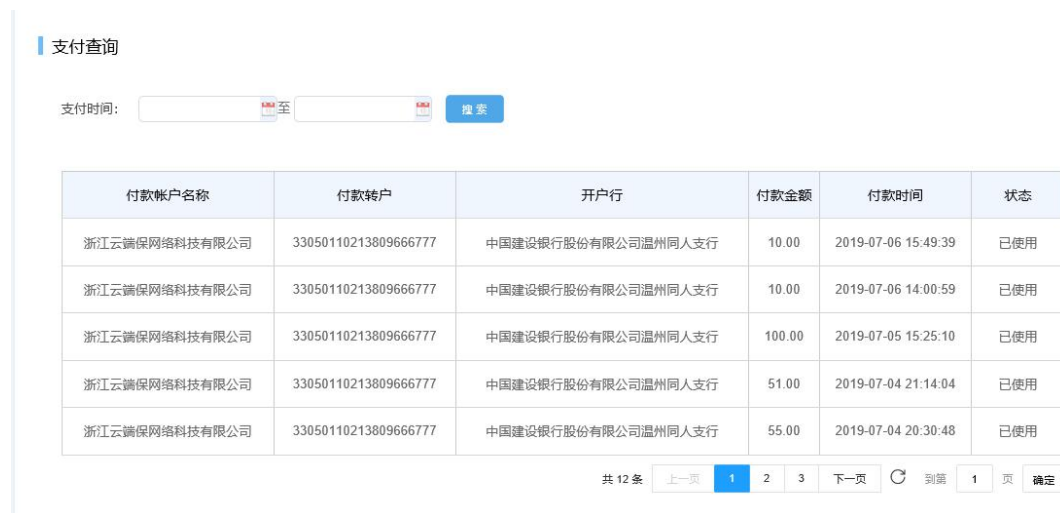 支付查询
支付时间: 至 搜索
付款帐户名称 付款转户 开户行 付款金额 付款时间 状态
浙江云端保网络科技有限公司 33050110213809666777 中国建设银行股份有限公司温州同人支行 10.00 2019-07-06 15:49:39 已使用
浙江云端保网络科技有限公司 33050110213809666777 中国建设银行股份有限公司温州同人支行 10.00 2019-07-06 14:00:59 已使用
浙江云端保网络科技有限公司 33050110213809666777 中国建设银行股份有限公司温州同人支行 100.00 2019-07-05 15:25:10 已使用
浙江云端保网络科技有限公司 33050110213809666777 中国建设银行股份有限公司温州同人支行 51.00 2019-07-04 21:14:04 已使用
浙江云端保网络科技有限公司 33050110213809666777 中国建设银行股份有限公司温州同人支行 55.00 2019-07-04 20:30:48 已使用
共 12 条 上一页 1 2 3 下一页 到第 1 页 确定